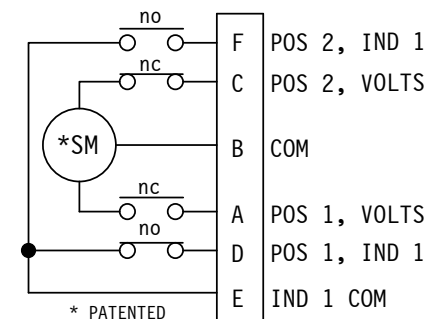 no
F POS 2, IND 1
nc
C POS 2, VOLTS
*SM
B COM
nc
A POS 1, VOLTS
no
D POS 1, IND 1
E IND 1 COM
* PATENTED